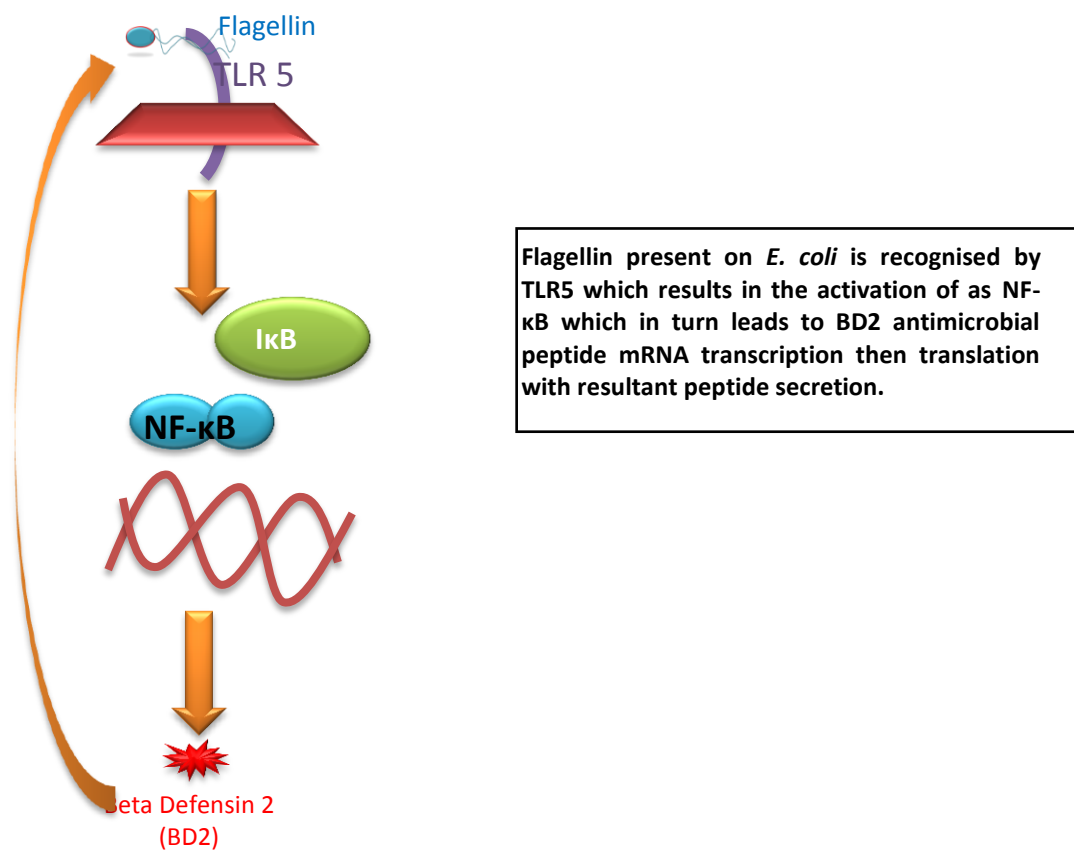 Flagellin
TLR 5
IκB
NF-κB
Beta Defensin 2
(BD2)
Flagellin present on E. coli is recognised by
TLR5 which results in the activation of as NF-
κB which in turn leads to BD2 antimicrobial
peptide mRNA transcription then translation
with resultant peptide secretion.